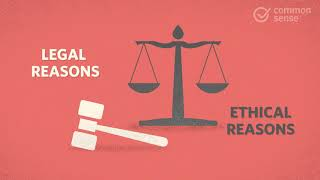 common
sense
LEGAL
REASONS
ETHICAL
REASONS